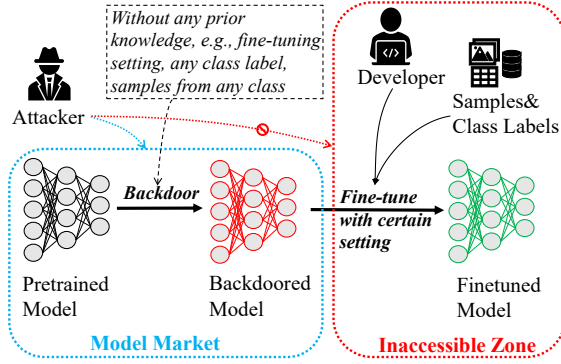 Without any prior
knowledge, e.g., fine-tuning
setting, any class label,
samples from any class
Attacker
Developer
Samples&
Class Labels
Backdoor
Fine-tune
with certain
setting
Pretrained
Model
Backdoored
Model
Finetuned
Model
Model Market
Inaccessible Zone